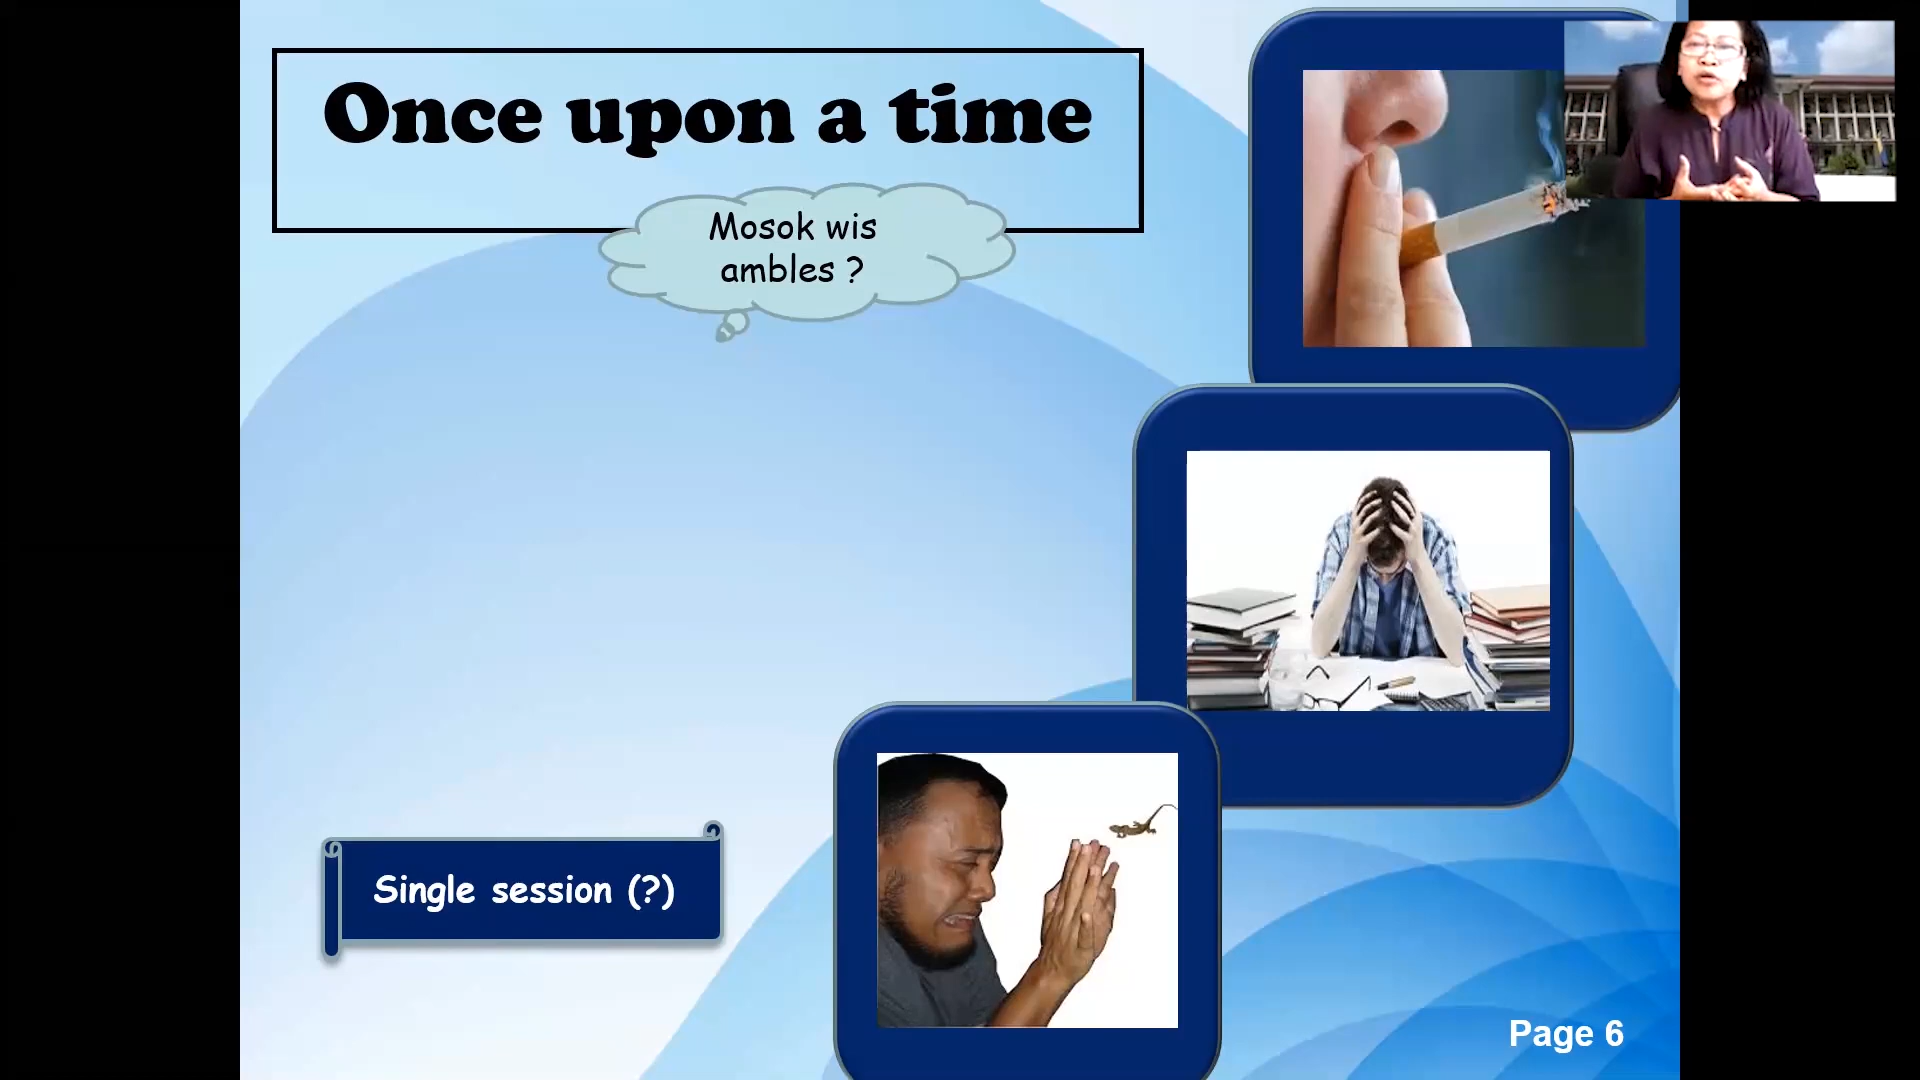 Once upon a time
Mosok wis
ambles ?
Single session (?)
Page 6